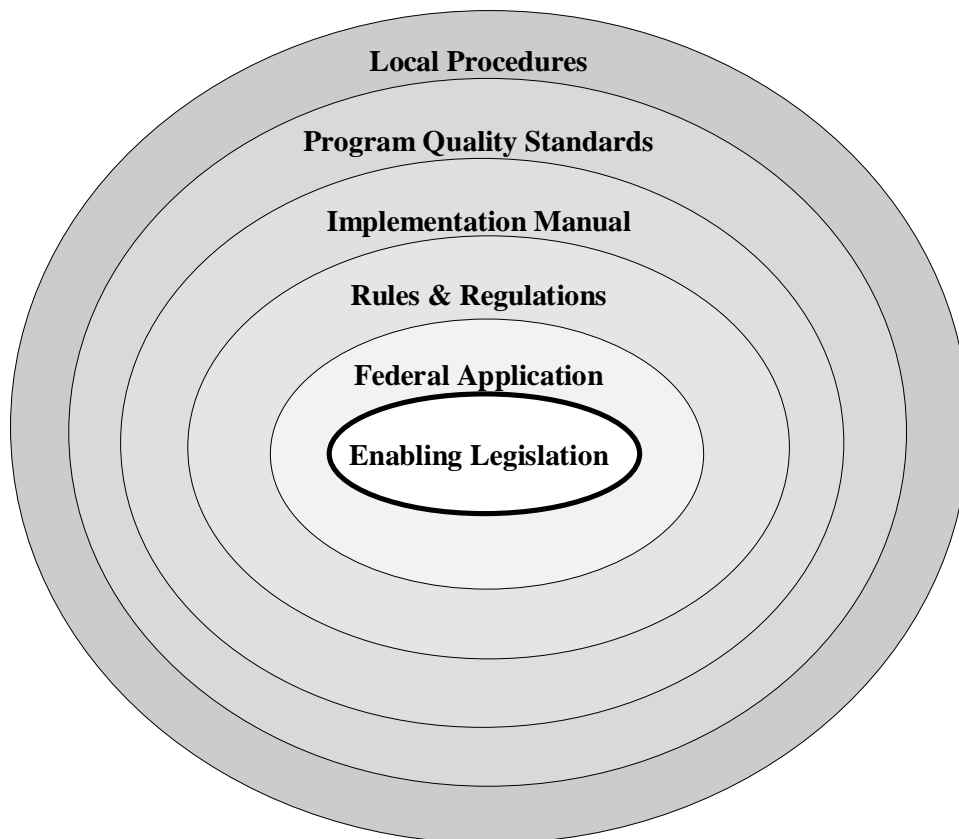 Local Procedures
Program Quality Standards
Implementation Manual
Rules & Regulations
Federal Application
Enabling Legislation